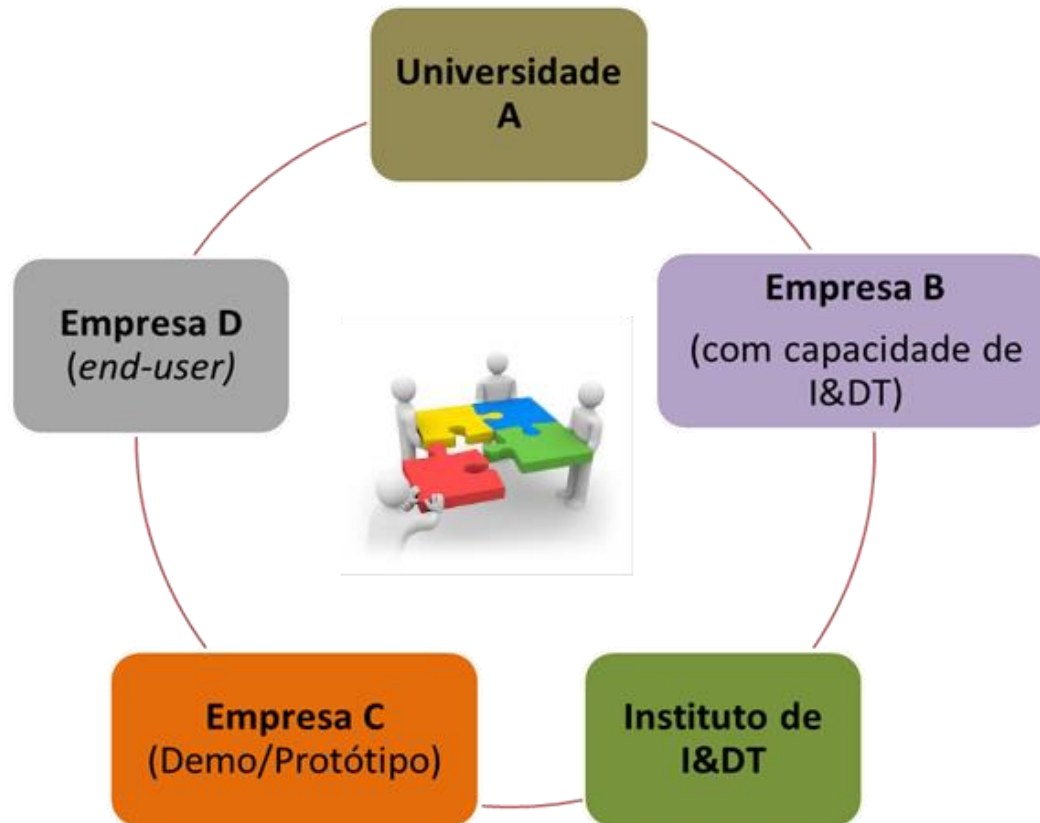 Universidade
A
Empresa B
(com capacidade de
I&DT)
Instituto de
I&DT
Empresa C
(Demo/Protótipo)
Empresa D
(end-user)